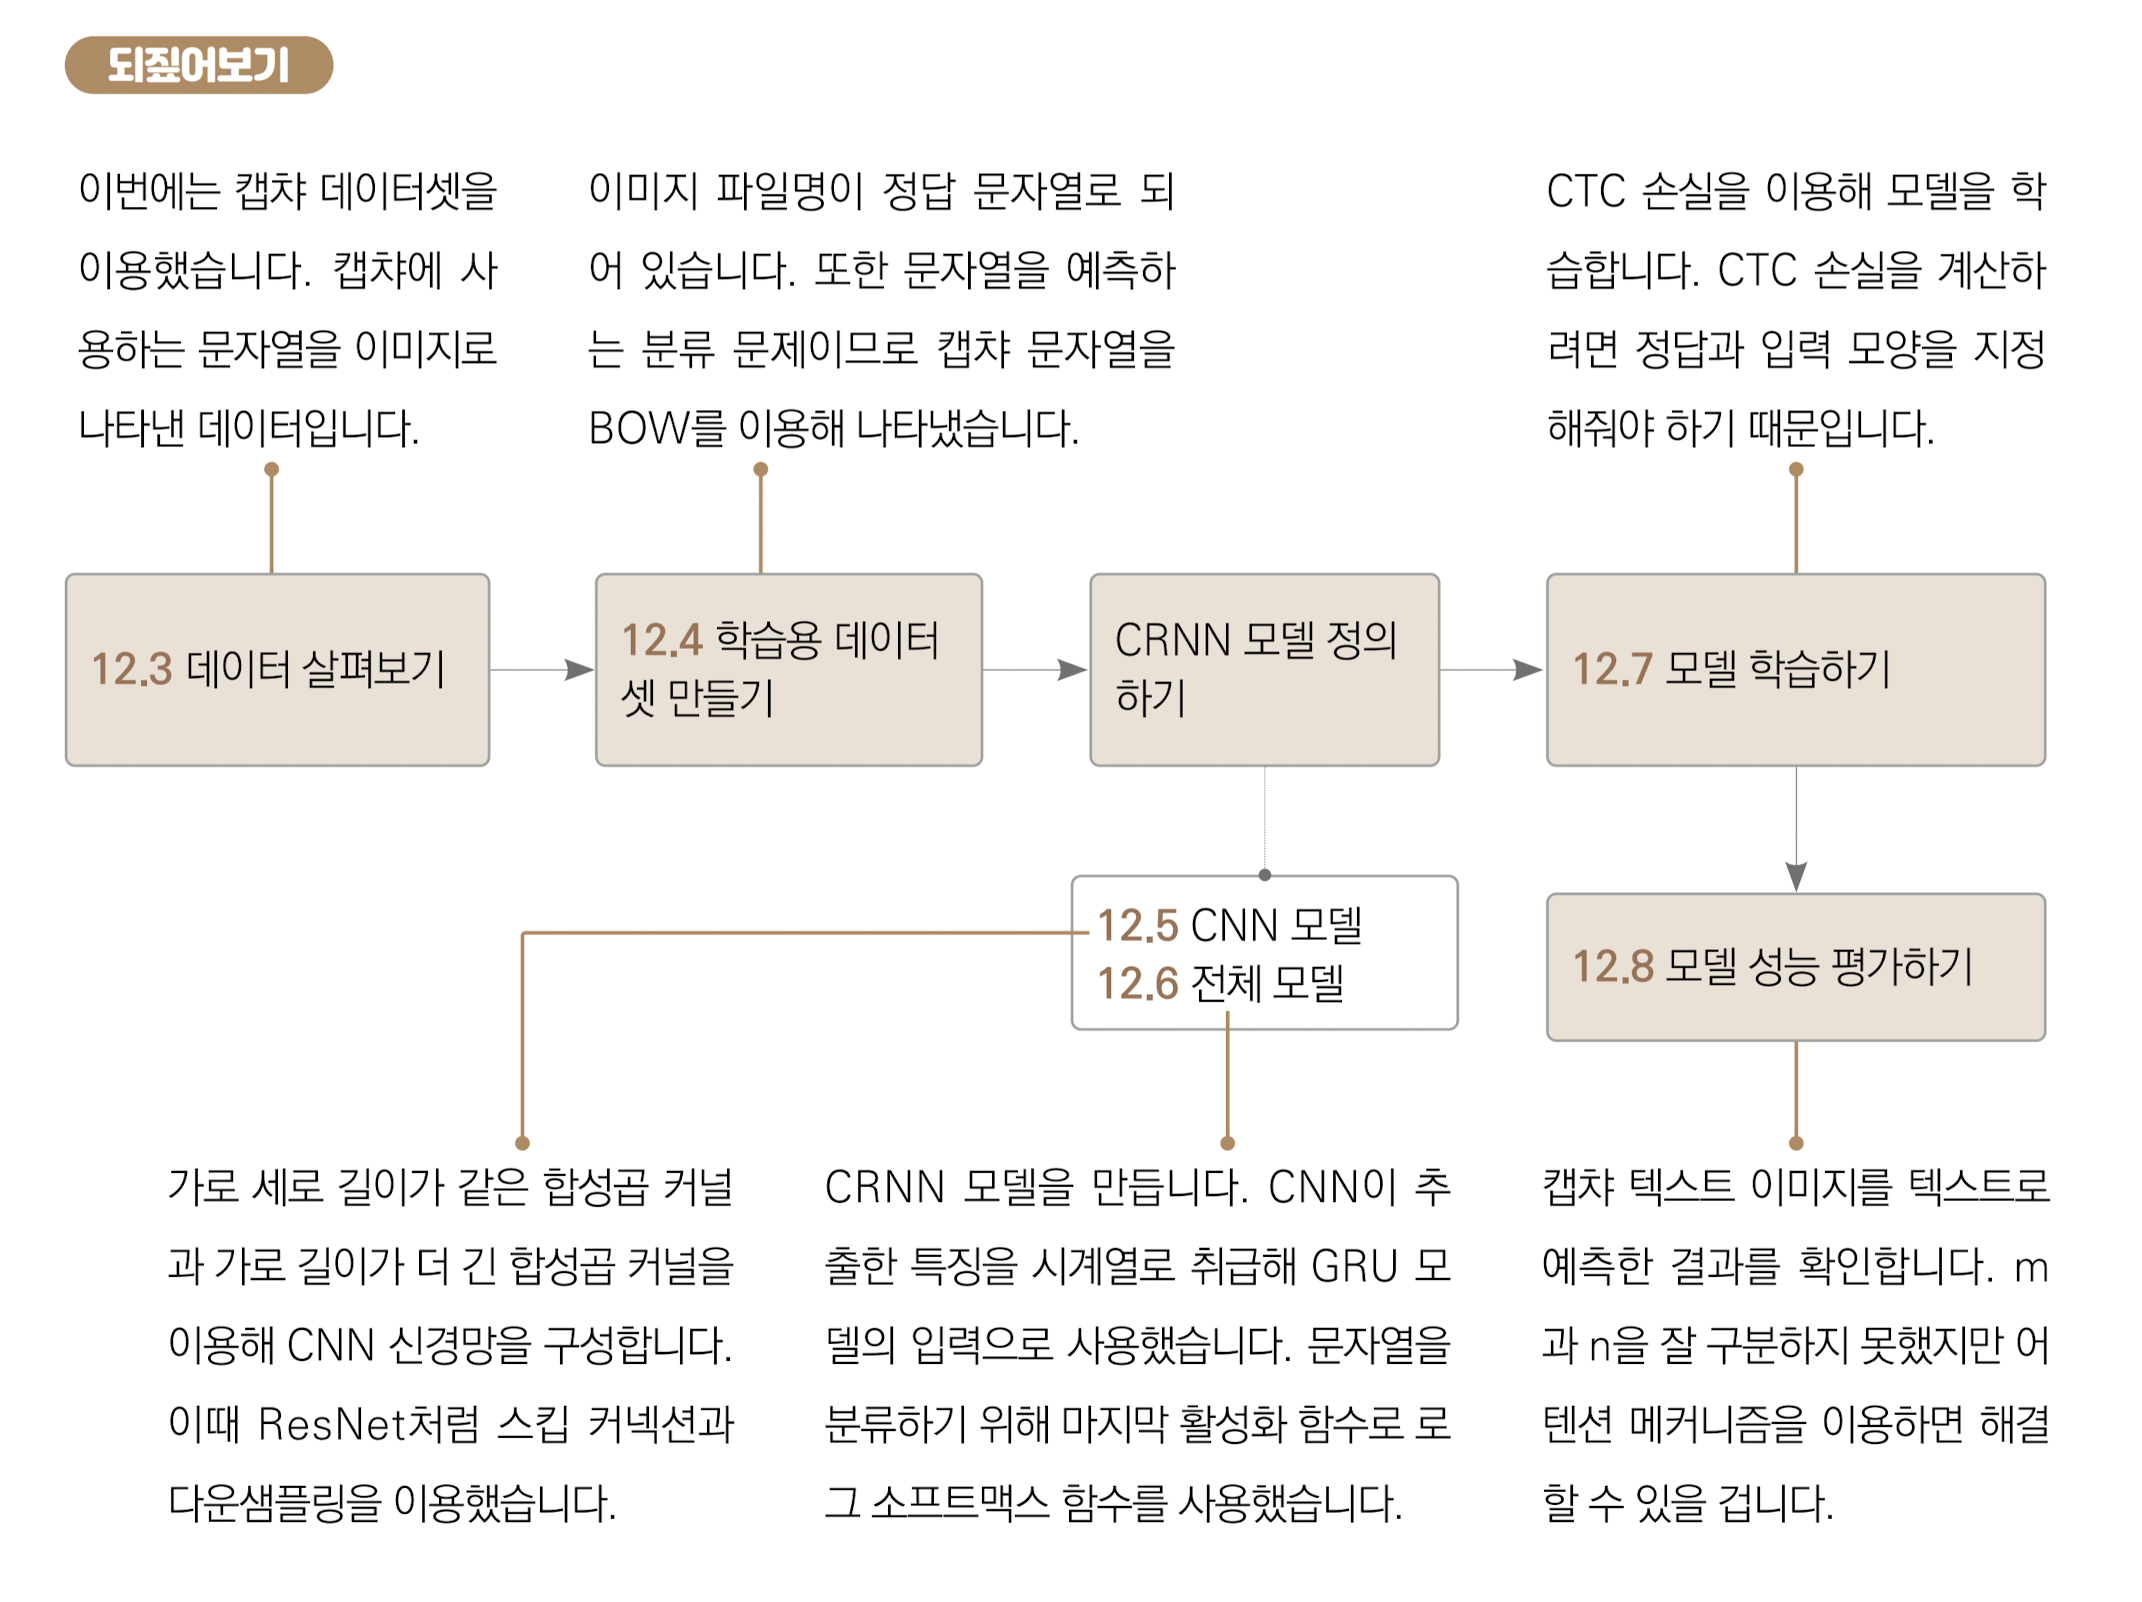 되짚어보기
이번에는 캡챠 데이터셋을
이용했습니다. 캡챠에 사
용하는 문자열을 이미지로
나타낸 데이터입니다.
이미지 파일명이 정답 문자열로 되
어 있습니다. 또한 문자열을 예측하
는 분류 문제이므로 캡챠 문자열을
BOW를 이용해 나타냈습니다.
CTC 손실을 이용해 모델을 학
습합니다. CTC 손실을 계산하
려면 정답과 입력 모양을 지정
해줘야 하기 때문입니다.
12.3 데이터 살펴보기
12.4 학습용 데이터
셋 만들기
CRNN 모델 정의
하기
12.7 모델 학습하기
12.5 CNN 모델
12.6 전체 모델
12.8 모델 성능 평가하기
가로 세로 길이가 같은 합성곱 커널
과 가로 길이가 더 긴 합성곱 커널을
이용해 CNN 신경망을 구성합니다.
이때 ResNet처럼 스킵 커넥션과
다운샘플링을 이용했습니다.
CRNN 모델을 만듭니다. CNN이 추
출한 특징을 시계열로 취급해 GRU 모
델의 입력으로 사용했습니다. 문자열을
분류하기 위해 마지막 활성화 함수로 로
그 소프트맥스 함수를 사용했습니다.
캡챠 텍스트 이미지를 텍스트로
예측한 결과를 확인합니다. m
과 n을 잘 구분하지 못했지만 어
텐션 메커니즘을 이용하면 해결
할 수 있을 겁니다.